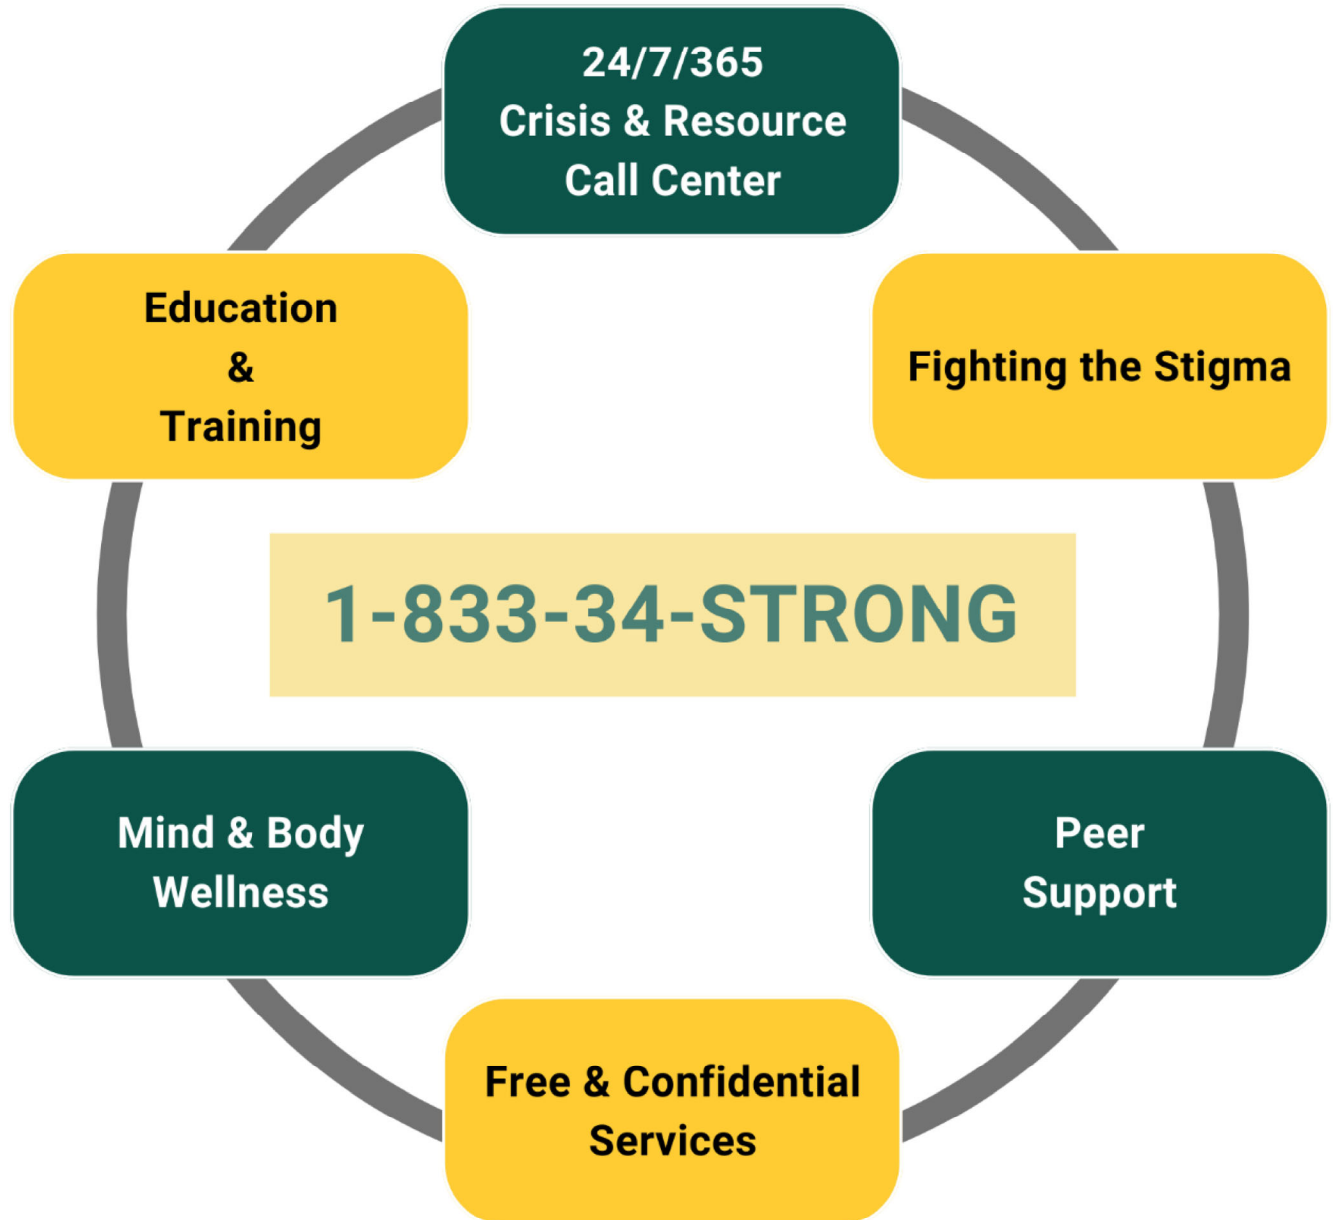 24/7/365
Crisis & Resource
Call Center
Education
&
Training
Fighting the Stigma
1-833-34-STRONG
Mind & Body
Wellness
Peer
Support
Free & Confidential
Services